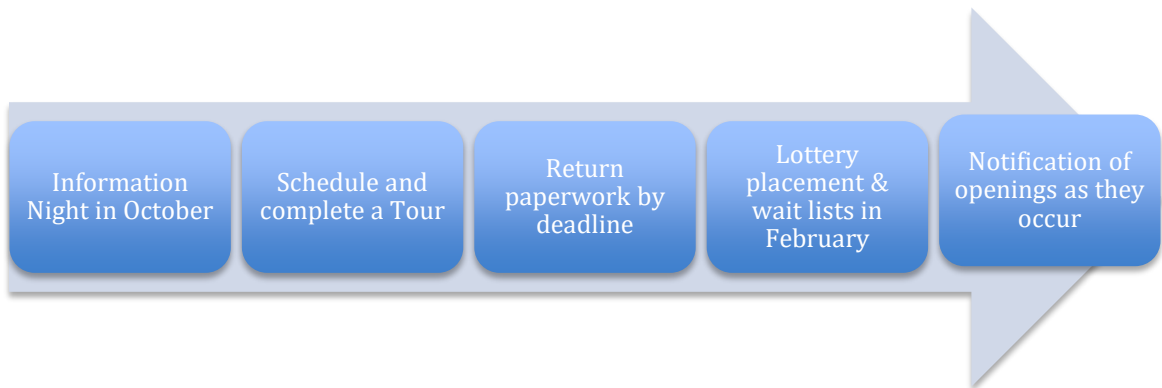 Information
Night in October
Schedule and
complete a Tour
Return
paperwork by
deadline
Lottery
placement &
wait lists in
February
Notification of
openings as they
occur